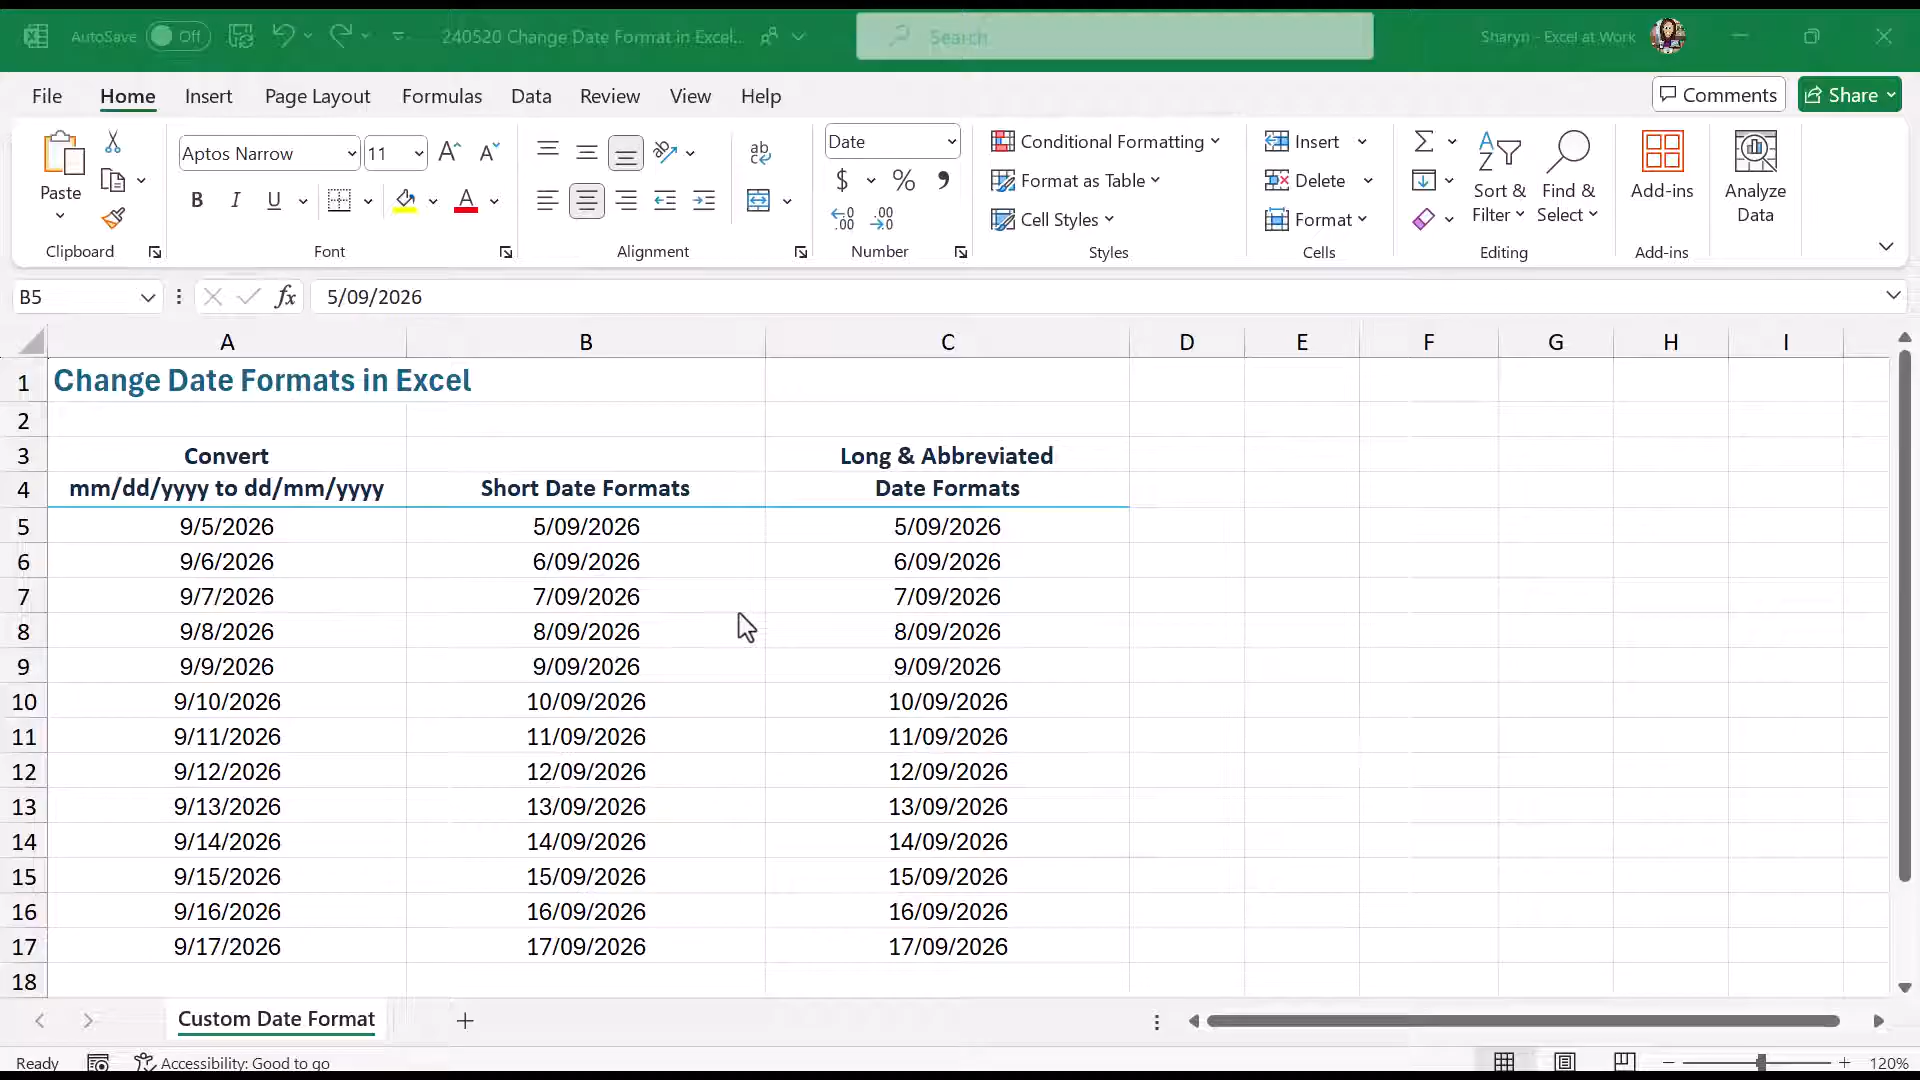 AutoSave Off 240520 Change Date Format in Excel... Search Sharyn - Excel at Work
File Home Insert Page Layout Formulas Data Review View Help Comments Share
Paste
Clipboard
Aptos Narrow 11
B I U A
Font
ab
Alignment
Date
$ % ,
Number
Conditional Formatting
Format as Table
Cell Styles
Styles
Insert
Delete
Format
Cells
Sort & Filter
Find & Select
Editing
Add-ins
Add-ins
Analyze Data
B5 fx 5/09/2026
A B C D E F G H I
1 Change Date Formats in Excel
2
3 Convert Long & Abbreviated
4 mm/dd/yyyy to dd/mm/yyyy Short Date Formats Date Formats
5 9/5/2026 5/09/2026 5/09/2026
6 9/6/2026 6/09/2026 6/09/2026
7 9/7/2026 7/09/2026 7/09/2026
8 9/8/2026 8/09/2026 8/09/2026
9 9/9/2026 9/09/2026 9/09/2026
10 9/10/2026 10/09/2026 10/09/2026
11 9/11/2026 11/09/2026 11/09/2026
12 9/12/2026 12/09/2026 12/09/2026
13 9/13/2026 13/09/2026 13/09/2026
14 9/14/2026 14/09/2026 14/09/2026
15 9/15/2026 15/09/2026 15/09/2026
16 9/16/2026 16/09/2026 16/09/2026
17 9/17/2026 17/09/2026 17/09/2026
18
Custom Date Format
Ready Accessibility: Good to go 120%